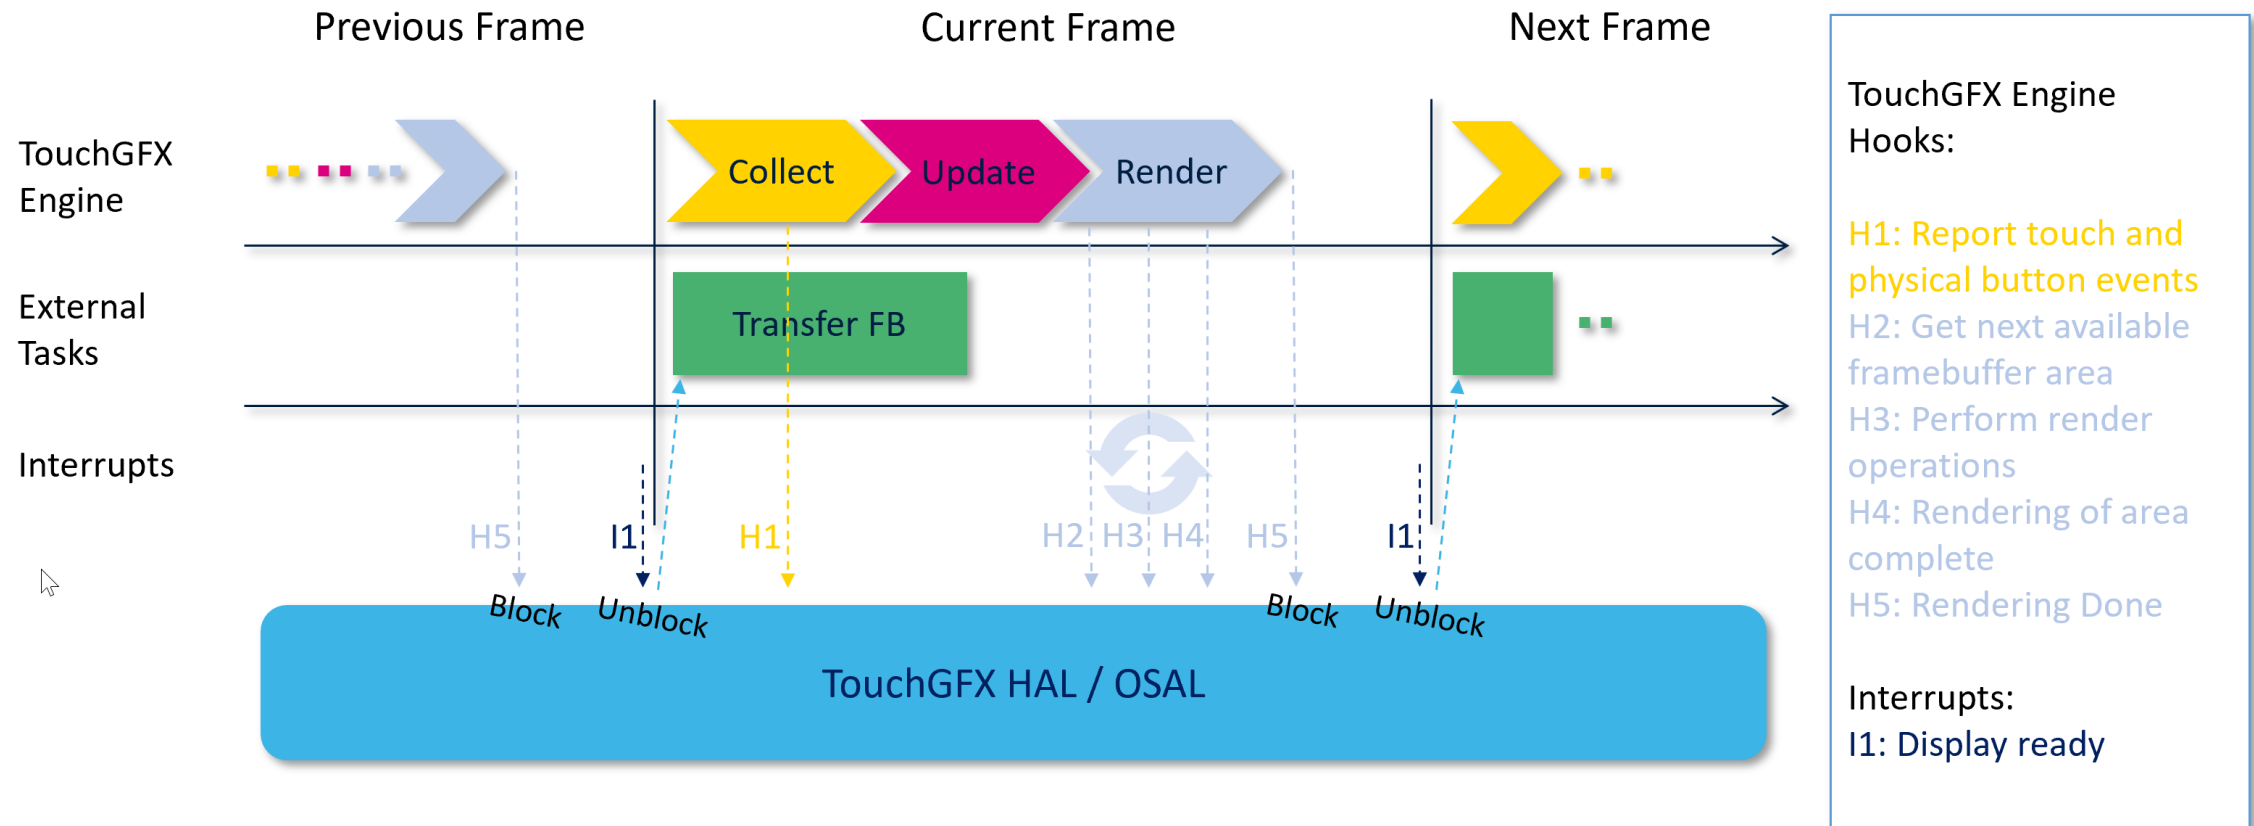 Previous Frame
Current Frame
Next Frame
TouchGFX
Engine
Collect
Update
Render
External
Tasks
Transfer FB
Interrupts
H5
I1
H1
H2
H3
H4
H5
I1
Block
Unblock
Block
Unblock
TouchGFX HAL / OSAL
TouchGFX Engine
Hooks:
H1: Report touch and
physical button events
H2: Get next available
framebuffer area
H3: Perform render
operations
H4: Rendering of area
complete
H5: Rendering Done
Interrupts:
I1: Display ready